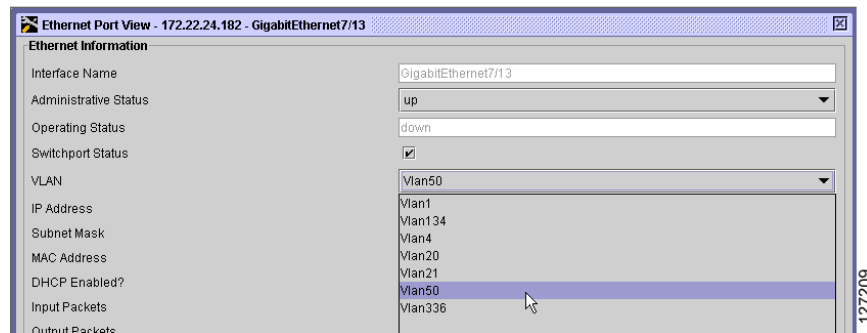 Ethernet Port View - 172.22.24.182 - GigabitEthernet7/13
Ethernet Information
Interface Name GigabitEthernet7/13
Administrative Status up
Operating Status down
Switchport Status
VLAN Vlan50
IP Address Vlan1
Vlan134
Subnet Mask Vlan4
MAC Address Vlan20
Vlan21
DHCP Enabled? Vlan50
Input Packets Vlan336
Output Packets
127209